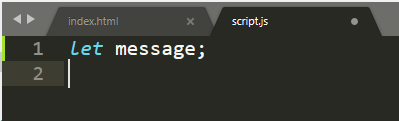 index.html
script.js
1 let message;
2